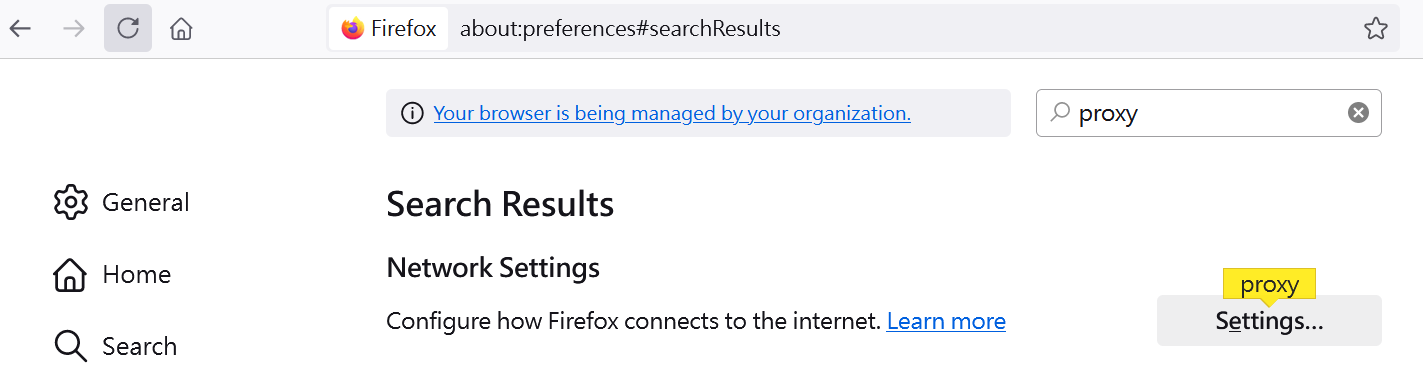 Firefox about:preferences#searchResults
Your browser is being managed by your organization.
proxy
General
Home
Search
Search Results
Network Settings
Configure how Firefox connects to the internet. Learn more
proxy
Settings...